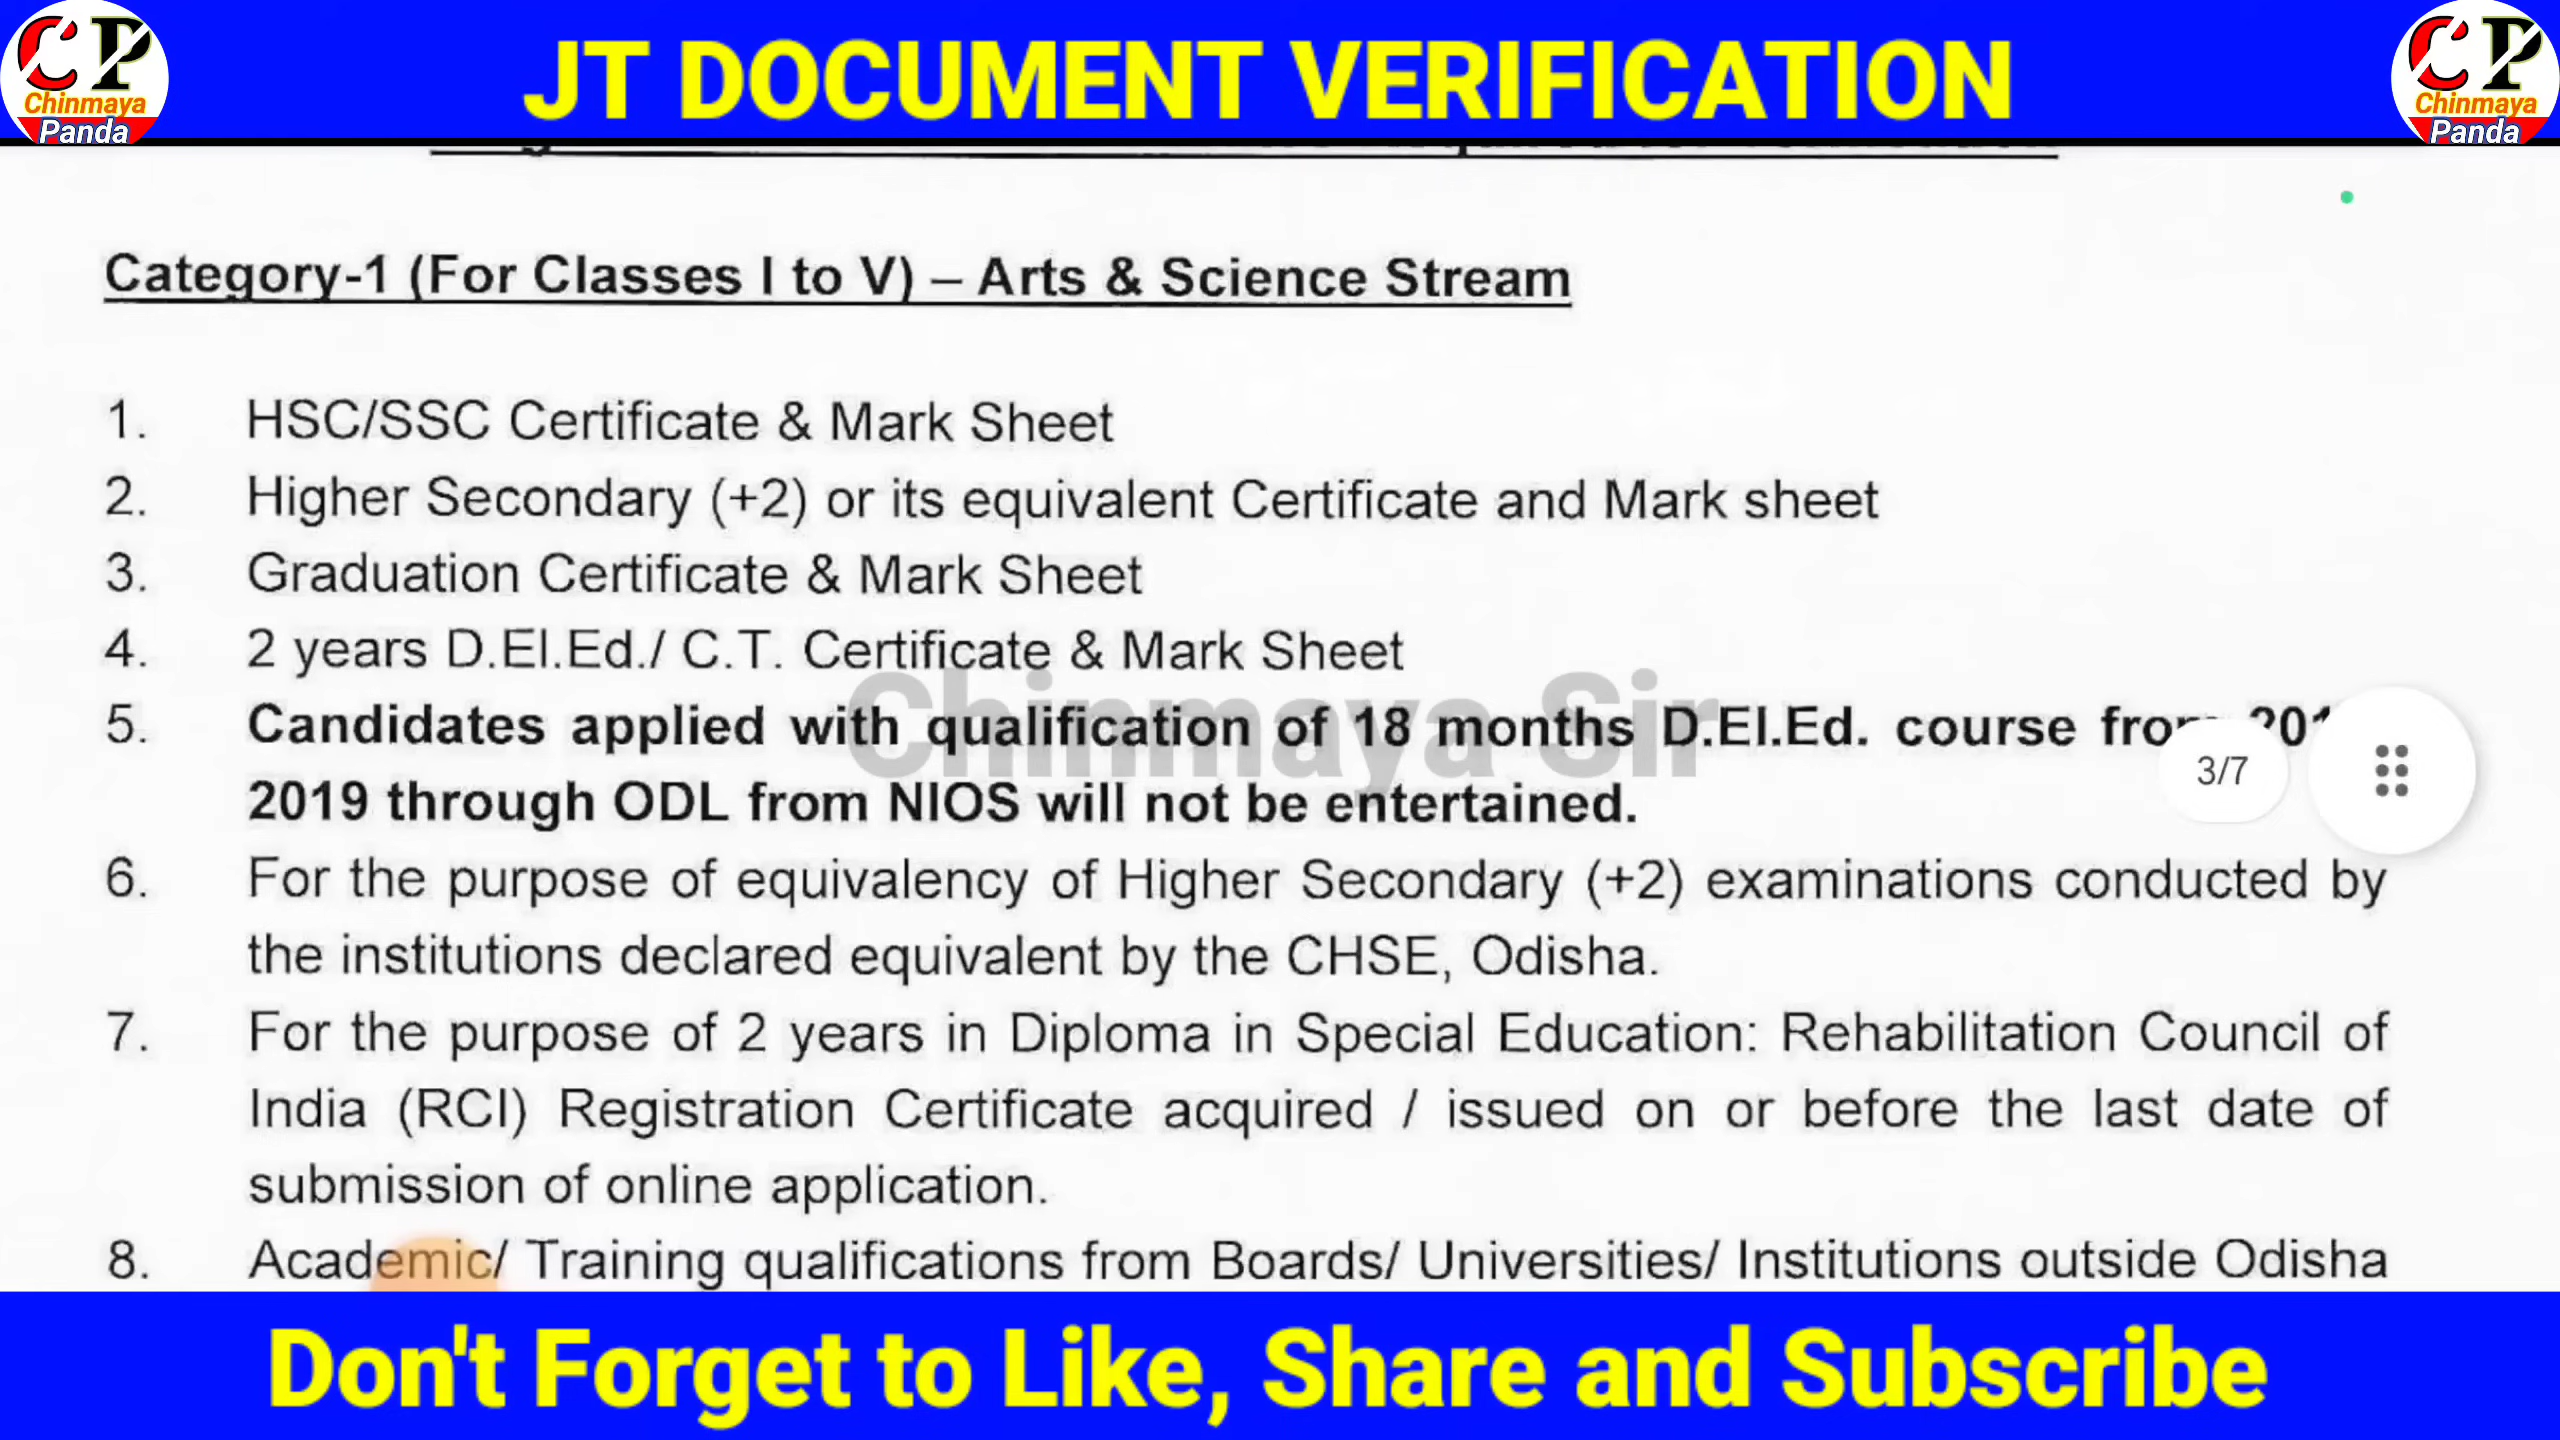 CP
Chinmaya
Panda
JT DOCUMENT VERIFICATION
CP
Chinmaya
Panda
Category-1 (For Classes I to V) – Arts & Science Stream
1. HSC/SSC Certificate & Mark Sheet
2. Higher Secondary (+2) or its equivalent Certificate and Mark sheet
3. Graduation Certificate & Mark Sheet
4. 2 years D.El.Ed./ C.T. Certificate & Mark Sheet
Chinmaya Sir
5. Candidates applied with qualification of 18 months D.El.Ed. course
2019 through ODL from NIOS will not be entertained.
3/7
6. For the purpose of equivalency of Higher Secondary (+2) examinations conducted by
the institutions declared equivalent by the CHSE, Odisha.
7. For the purpose of 2 years in Diploma in Special Education: Rehabilitation Council of
India (RCI) Registration Certificate acquired / issued on or before the last date of
submission of online application.
8. Academic/ Training qualifications from Boards/ Universities/ Institutions outside Odisha
Don't Forget to Like, Share and Subscribe